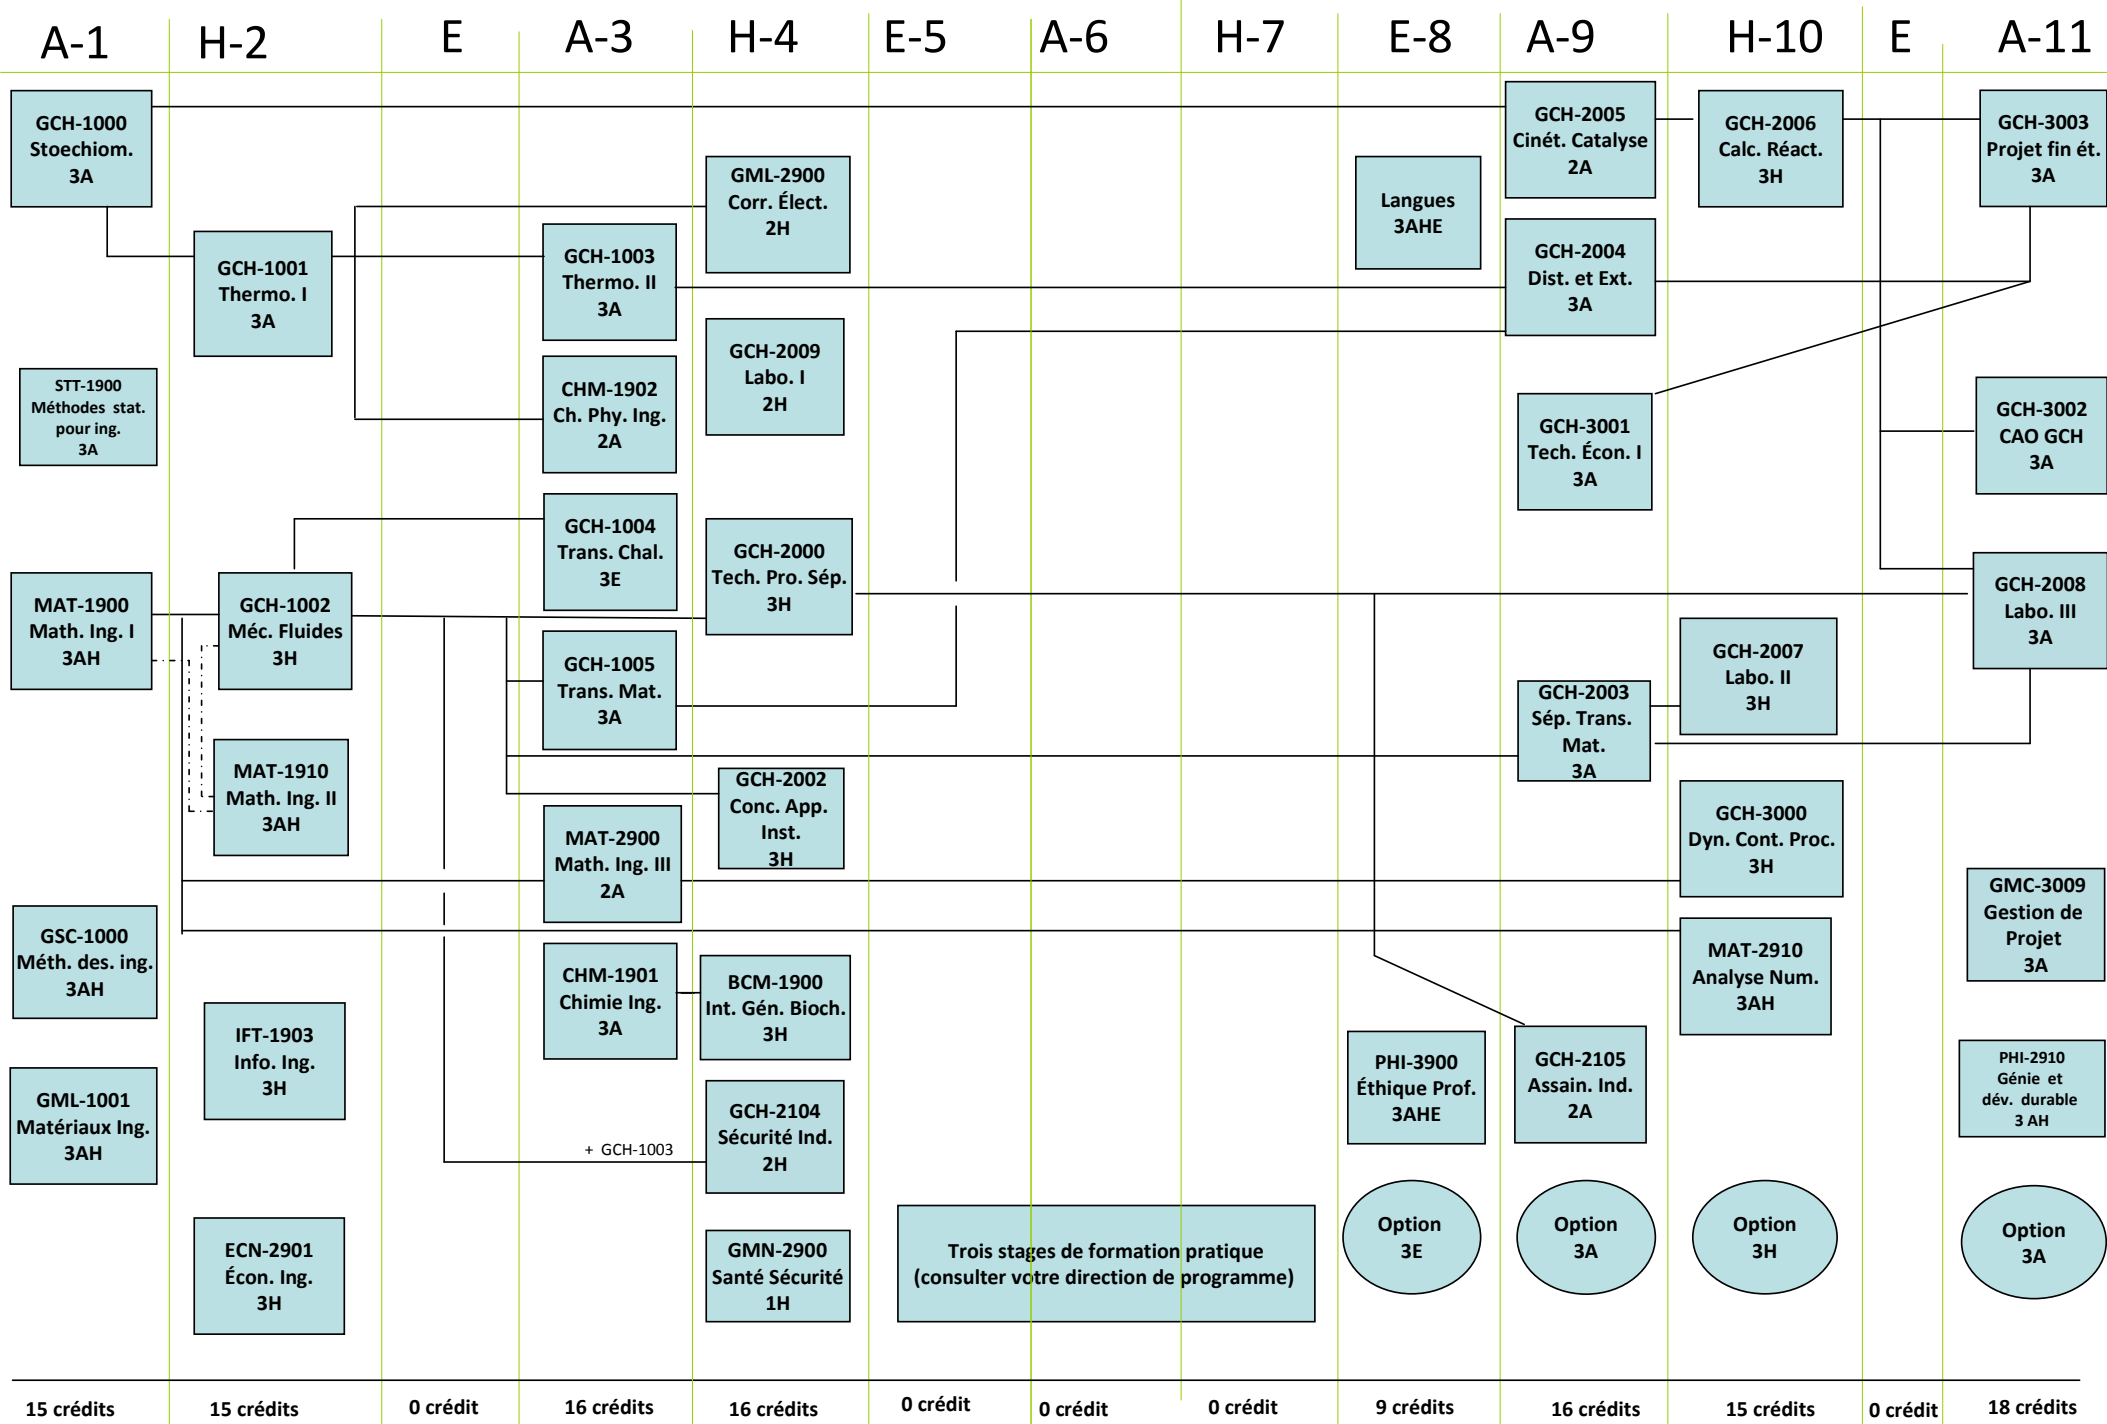 A-1
H-2
E
A-3
H-4
E-5
A-6
H-7
E-8
A-9
H-10
E
A-11
GCH-1000
Stoechiom.
3A
STT-1900
Méthodes stat.
pour ing.
3A
MAT-1900
Math. Ing. I
3AH
GSC-1000
Méth. des. ing.
3AH
GML-1001
Matériaux Ing.
3AH
GCH-1001
Thermo. I
3A
GCH-1002
Méc. Fluides
3H
MAT-1910
Math. Ing. II
3AH
IFT-1903
Info. Ing.
3H
ECN-2901
Écon. Ing.
3H
GCH-1003
Thermo. II
3A
CHM-1902
Ch. Phy. Ing.
2A
GCH-1004
Trans. Chal.
3E
GCH-1005
Trans. Mat.
3A
MAT-2900
Math. Ing. III
2A
CHM-1901
Chimie Ing.
3A
+ GCH-1003
GML-2900
Corr. Élect.
2H
GCH-2009
Labo. I
2H
GCH-2000
Tech. Pro. Sép.
3H
GCH-2002
Conc. App.
Inst.
3H
BCM-1900
Int. Gén. Bioch.
3H
GCH-2104
Sécurité Ind.
2H
GMN-2900
Santé Sécurité
1H
Trois stages de formation pratique
(consulter votre direction de programme)
Langues
3AHE
PHI-3900
Éthique Prof.
3AHE
Option
3E
GCH-2005
Cinét. Catalyse
2A
GCH-2004
Dist. et Ext.
3A
GCH-3001
Tech. Écon. I
3A
GCH-2003
Sép. Trans.
Mat.
3A
GCH-2105
Assain. Ind.
2A
Option
3A
GCH-2006
Calc. Réact.
3H
GCH-2007
Labo. II
3H
GCH-3000
Dyn. Cont. Proc.
3H
MAT-2910
Analyse Num.
3AH
Option
3H
GCH-3003
Projet fin ét.
3A
GCH-3002
CAO GCH
3A
GCH-2008
Labo. III
3A
GMC-3009
Gestion de
Projet
3A
PHI-2910
Génie et
dév. durable
3 AH
Option
3A
15 crédits
15 crédits
0 crédit
16 crédits
16 crédits
0 crédit
0 crédit
0 crédit
9 crédits
16 crédits
15 crédits
0 crédit
18 crédits